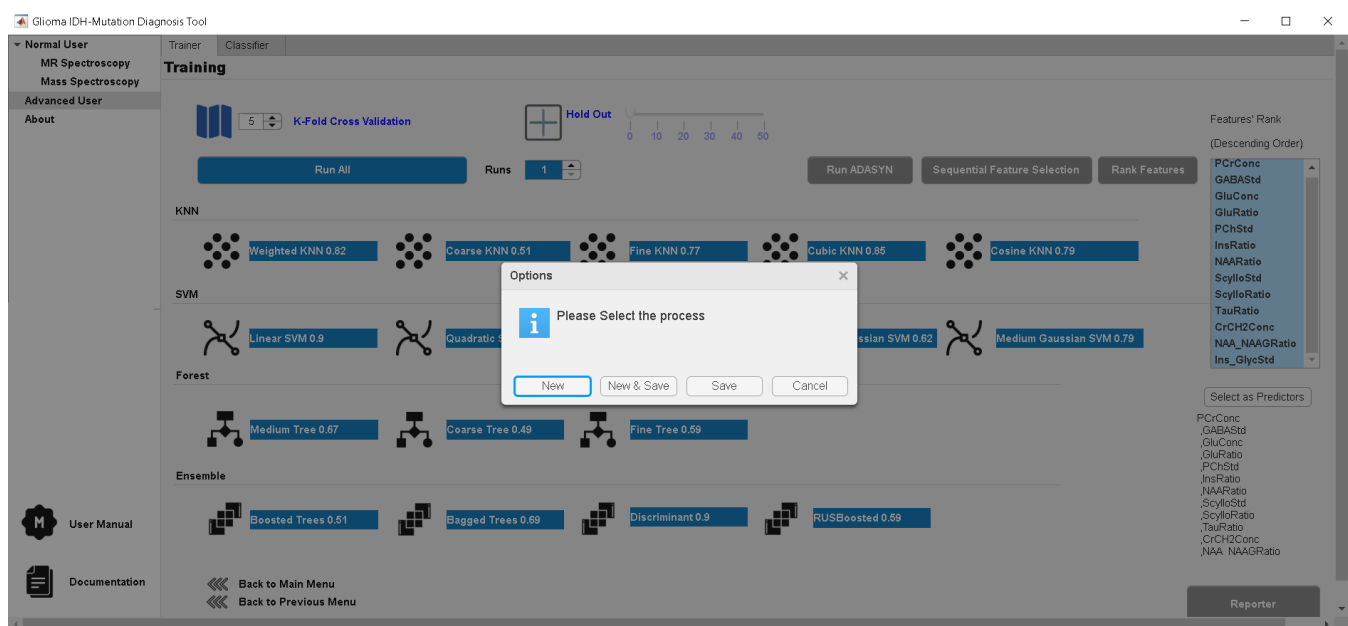 Glioma IDH-Mutation Diagnosis Tool
Normal User
MR Spectroscopy
Mass Spectroscopy
Advanced User
About
User Manual
Documentation
Trainer
Classifier
Training
5
K-Fold Cross Validation
Hold Out
0 10 20 30 40 50
Run All
Runs
1
Run ADASYN
Sequential Feature Selection
Rank Features
KNN
Weighted KNN 0.82
Coarse KNN 0.51
Fine KNN 0.77
Cubic KNN 0.85
Cosine KNN 0.79
SVM
Linear SVM 0.9
Quadratic S
ssian SVM 0.62
Medium Gaussian SVM 0.79
Forest
Medium Tree 0.67
Coarse Tree 0.49
Fine Tree 0.59
Ensemble
Boosted Trees 0.51
Bagged Trees 0.69
Discriminant 0.9
RUSBoosted 0.59
Back to Main Menu
Back to Previous Menu
Options
Please Select the process
New
New & Save
Save
Cancel
Features' Rank
(Descending Order)
PCrConc
GABAStd
GluConc
GluRatio
PChStd
InsRatio
NAARatio
ScylloStd
ScylloRatio
TauRatio
CrCH2Conc
NAA_NAAGRatio
Ins_GlycStd
Select as Predictors
PCrConc
,GABAStd
,GluConc
,GluRatio
,PChStd
,InsRatio
,NAARatio
,ScylloStd
,ScylloRatio
,TauRatio
,CrCH2Conc
,NAA_NAAGRatio
Reporter
M